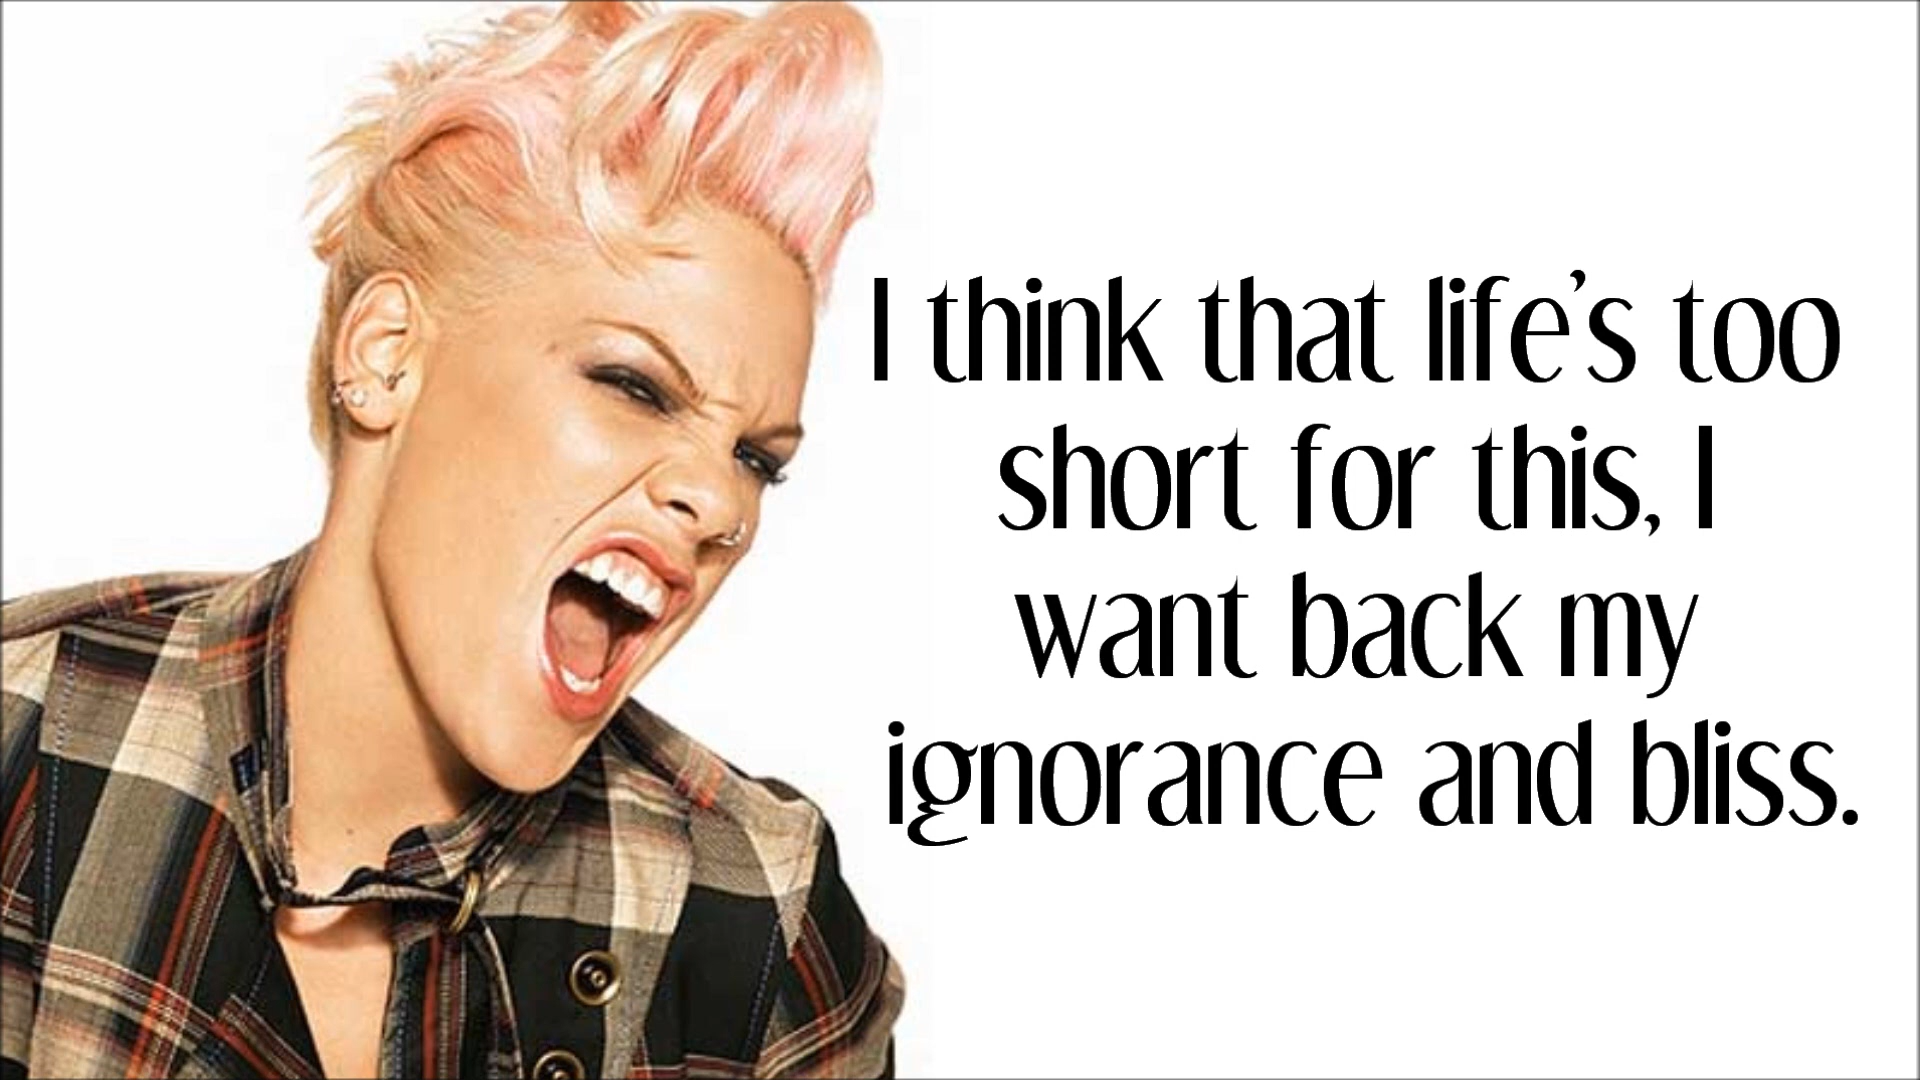 I think that life's too
short for this, I
want back my
ignorance and bliss.